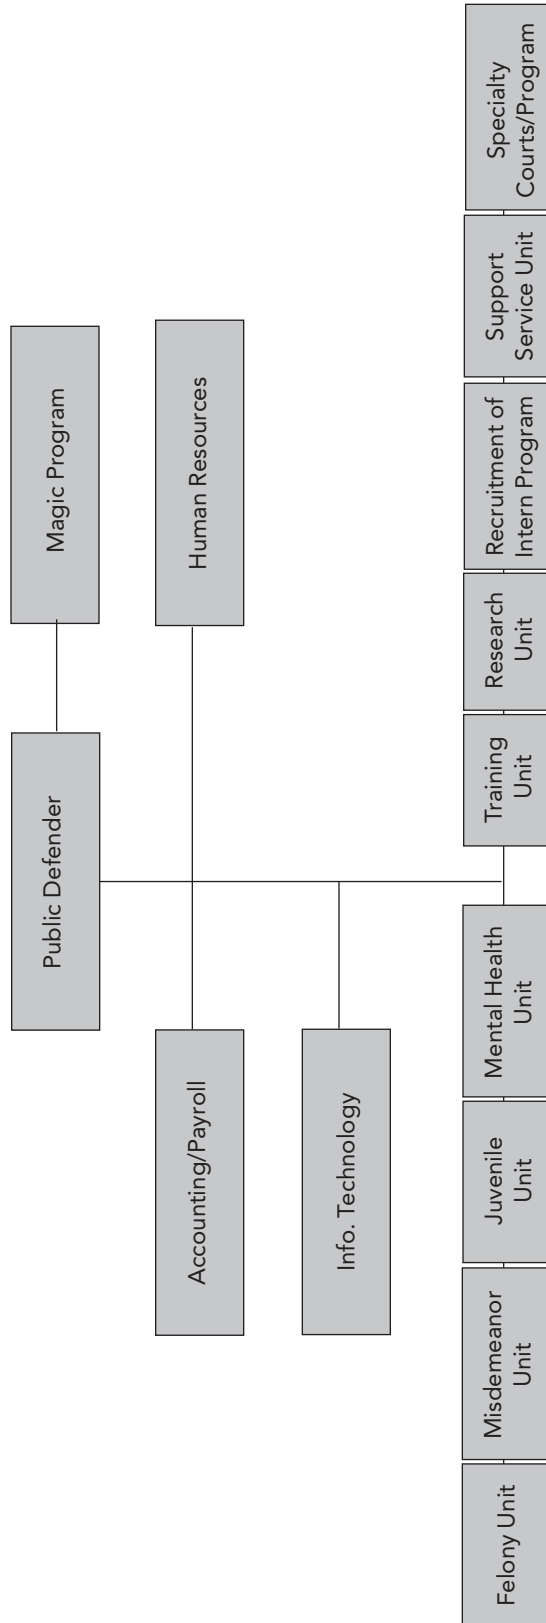 Public Defender
Magic Program
Accounting/Payroll
Human Resources
Info. Technology
Felony Unit
Misdemeanor
Unit
Juvenile
Unit
Mental Health
Unit
Training
Unit
Research
Unit
Recruitment of
Intern Program
Support
Service Unit
Specialty
Courts/Program